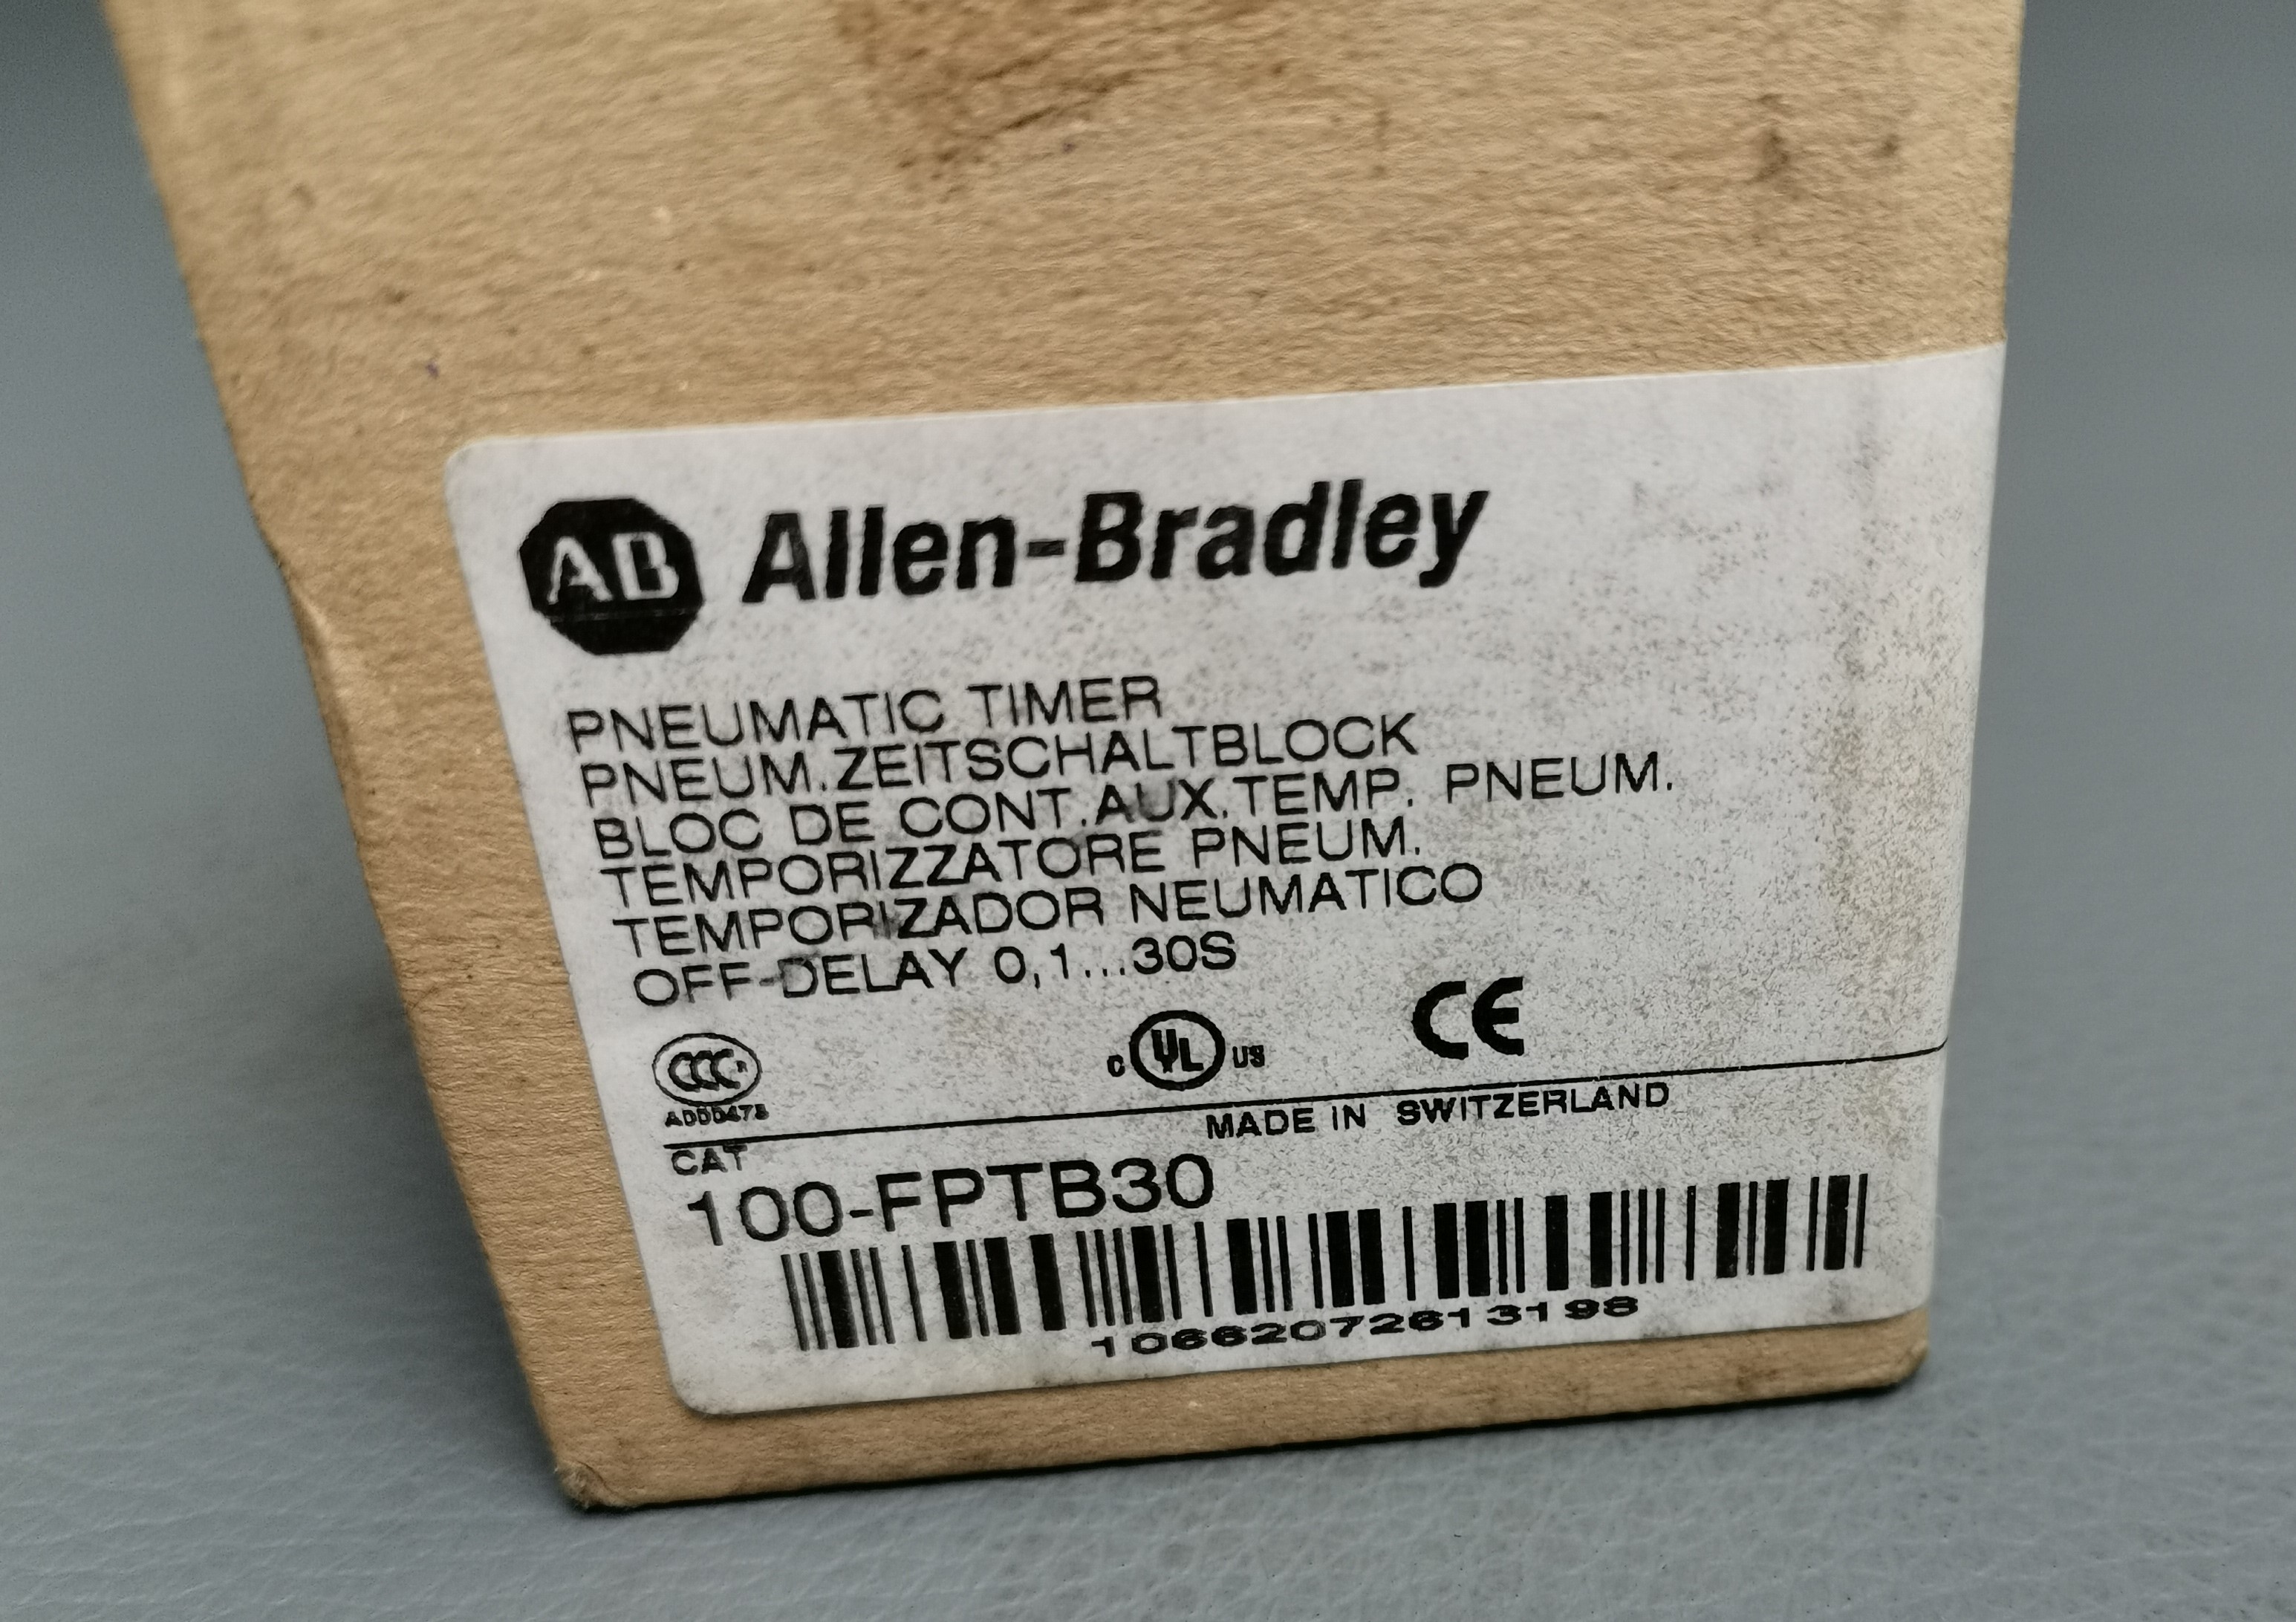 AB Allen-Bradley
PNEUMATIC TIMER
PNEUM.ZEITSCHALTBLOCK
BLOC DE CONT.AUX.TEMP. PNEUM.
TEMPORIZZATORE PNEUM.
TEMPORIZADOR NEUMATICO
OFF-DELAY 0,1...30S
CCC
C UL US
CE
MADE IN SWITZERLAND
CAT
100-FPTB30
10662072613198